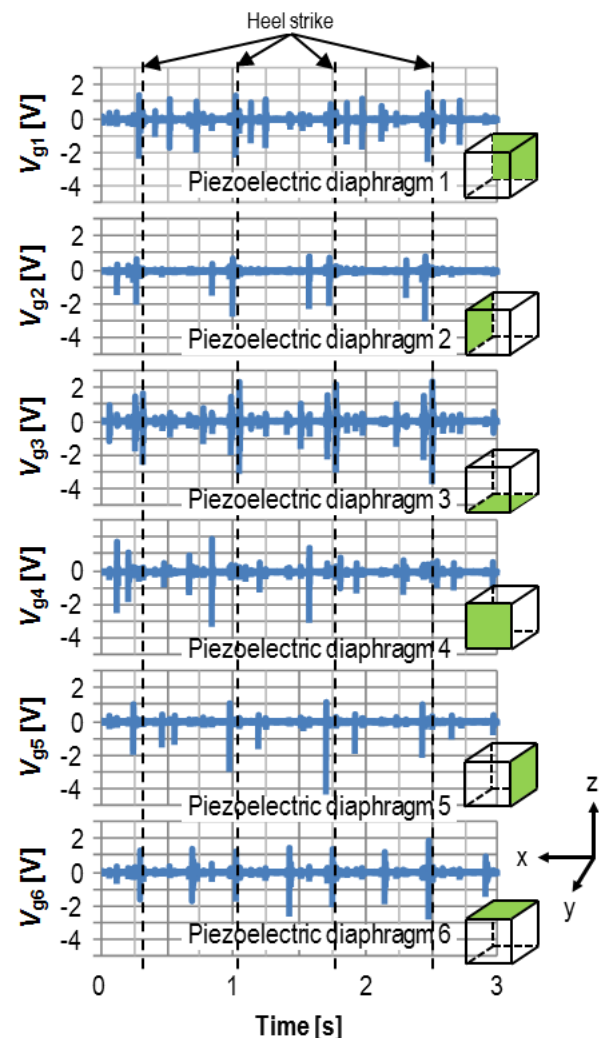 Heel strike
2
0
-2
-4
Vg1 [V]
Piezoelectric diaphragm 1
2
0
-2
-4
Vg2 [V]
Piezoelectric diaphragm 2
2
0
-2
-4
Vg3 [V]
Piezoelectric diaphragm 3
2
0
-2
-4
Vg4 [V]
Piezoelectric diaphragm 4
2
0
-2
-4
Vg5 [V]
Piezoelectric diaphragm 5
z
x
y
2
0
-2
-4
Vg6 [V]
Piezoelectric diaphragm 6
0 1 2 3
Time [s]